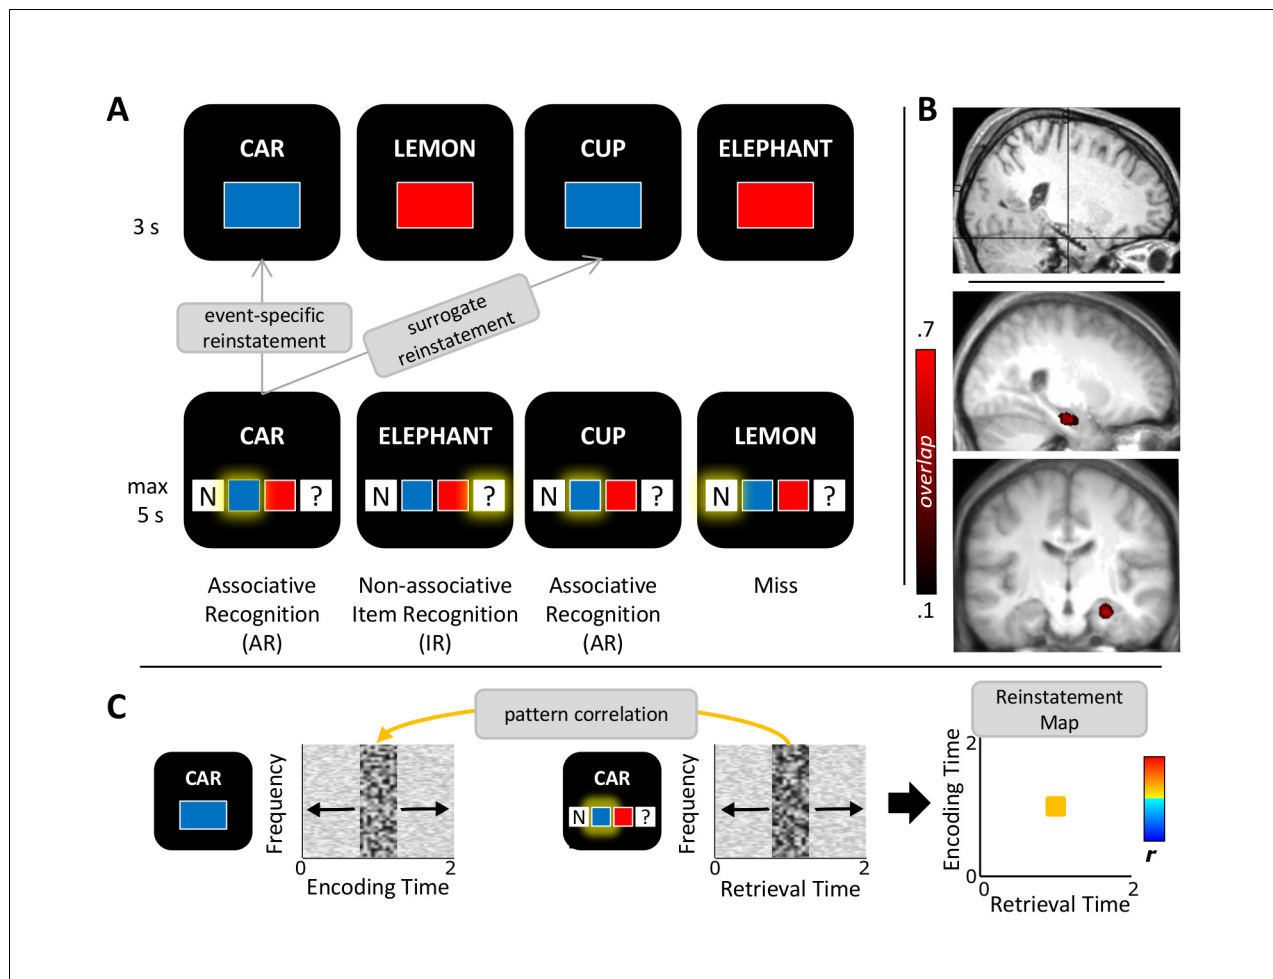 A
CAR
LEMON
CUP
ELEPHANT
3 s
event-specific
reinstatement
surrogate
reinstatement
CAR
N ?
ELEPHANT
N ?
CUP
N ?
LEMON
N ?
max
5 s
Associative
Recognition
(AR)
Non-associative
Item Recognition
(IR)
Associative
Recognition
(AR)
Miss
B
.7
overlap
.1
C
CAR
Frequency
0
2
Encoding Time
pattern correlation
CAR
N ?
Frequency
0
2
Retrieval Time
Reinstatement
Map
2
Encoding Time
0
0
2
Retrieval Time
r